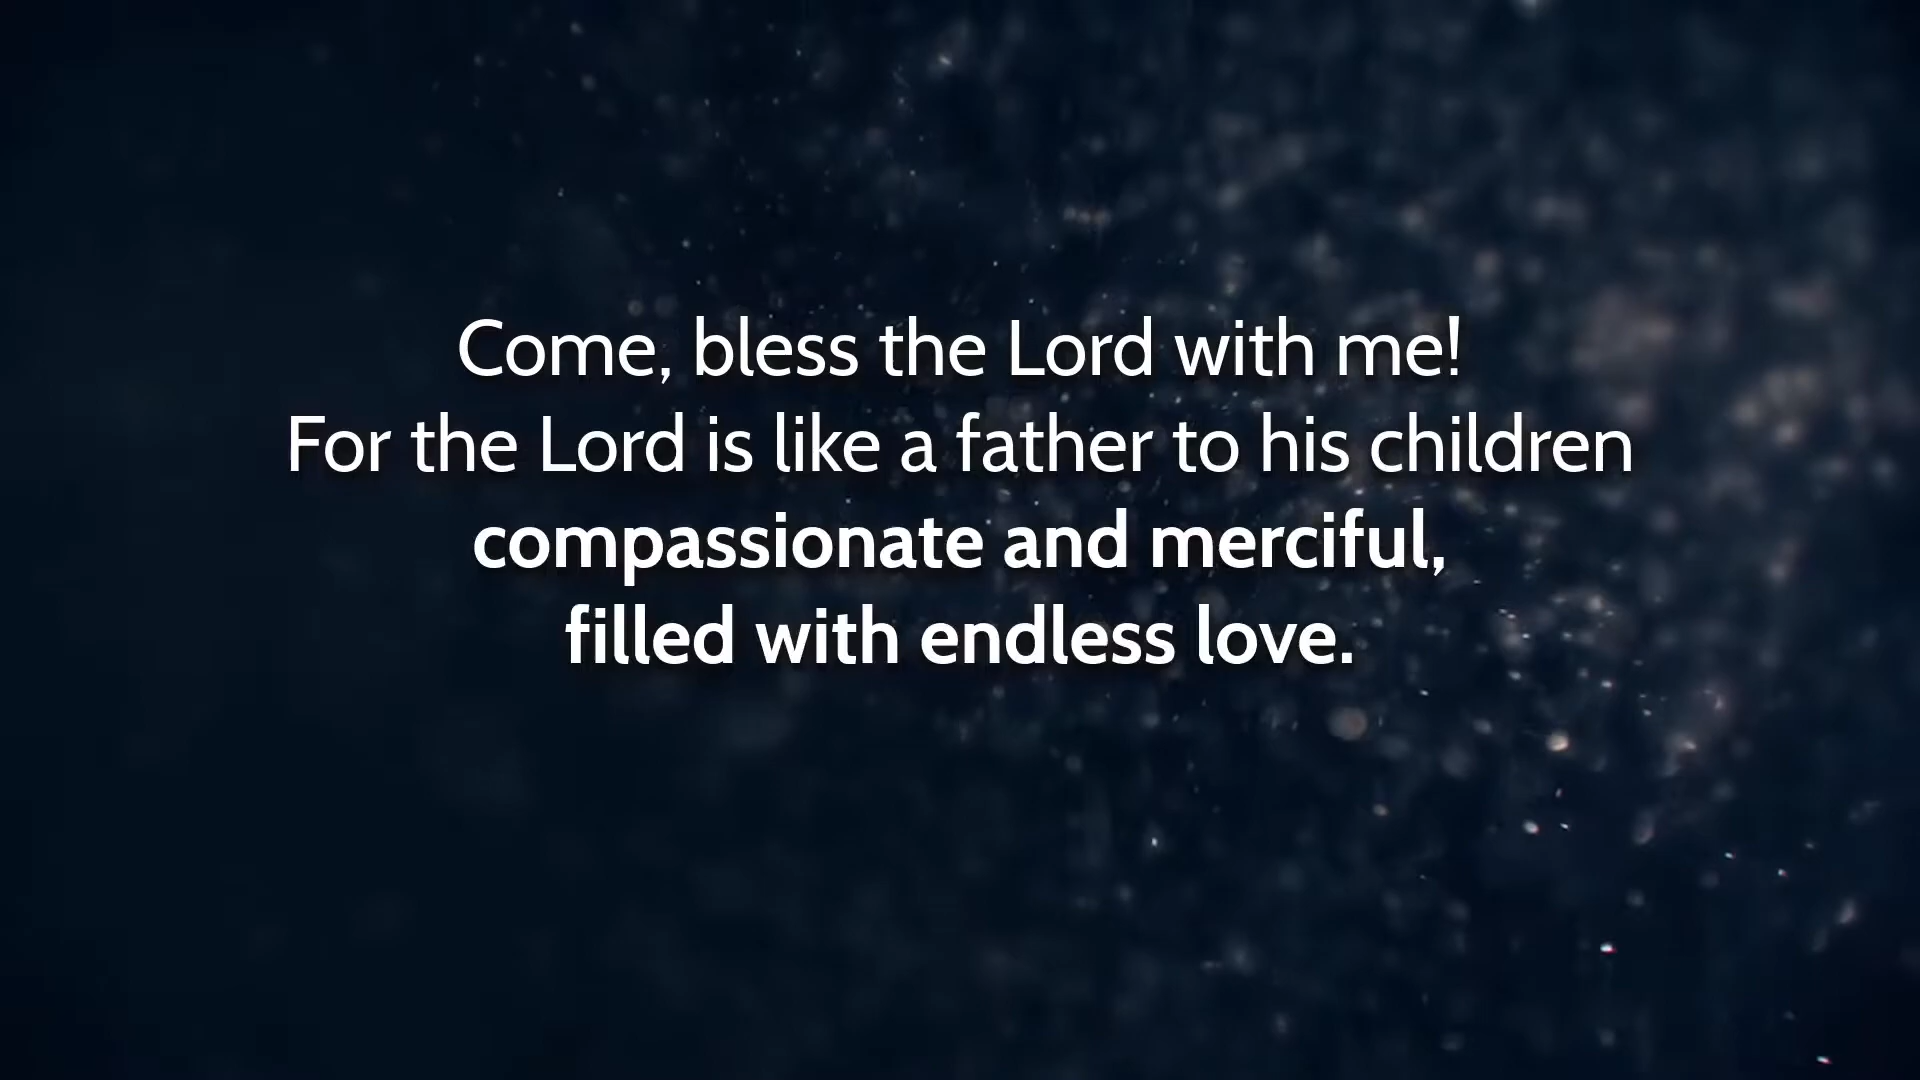 Come, bless the Lord with me!
For the Lord is like a father to his children
compassionate and merciful,
filled with endless love.